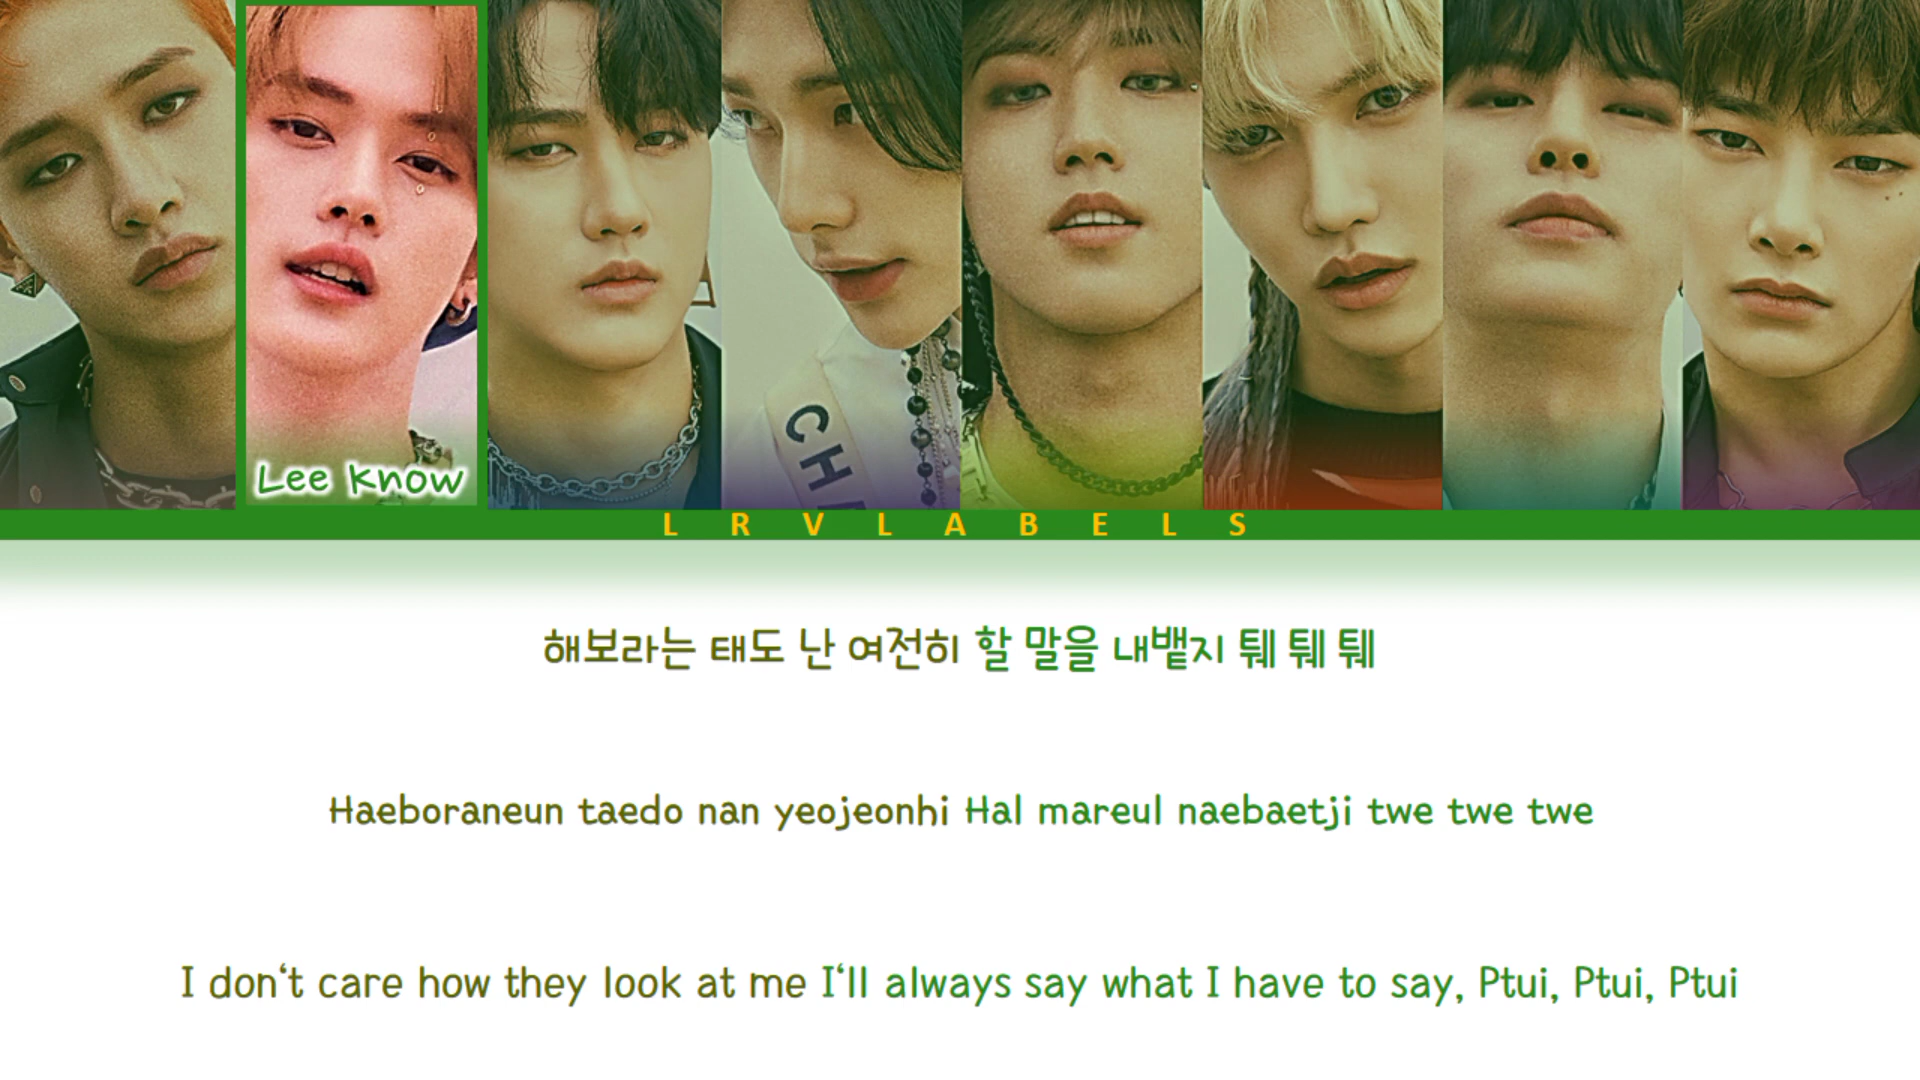 CHA
Lee Know
LRVLABELS
해보라는 태도 난 여전히 할 말을 내뱉지 퉤 퉤 퉤
Haeboraneun taedo nan yeojeonhi Hal mareul naebaetji twe twe twe
I don‘t care how they look at me I‘ll always say what I have to say, Ptui, Ptui, Ptui